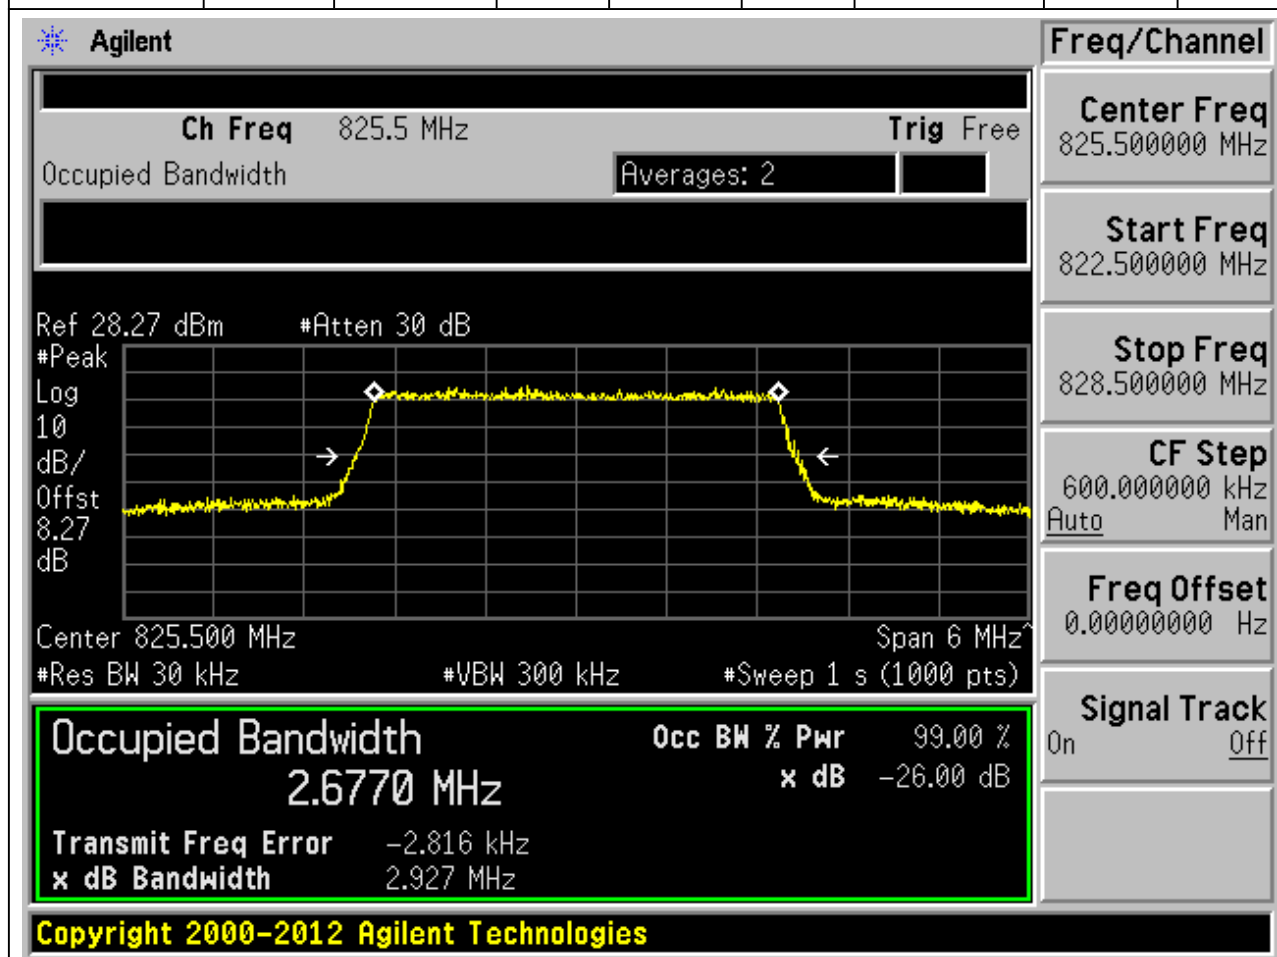 Agilent
Freq/Channel
Ch Freq 825.5 MHz Trig Free
Occupied Bandwidth Averages: 2
Center Freq
825.500000 MHz
Start Freq
822.500000 MHz
Stop Freq
828.500000 MHz
CF Step
600.000000 kHz
Auto Man
Freq Offset
0.00000000 Hz
Signal Track
On Off
Ref 28.27 dBm #Atten 30 dB
#Peak
Log
10
dB/
Offst
8.27
dB
Center 825.500 MHz Span 6 MHz^
#Res BW 30 kHz #VBW 300 kHz #Sweep 1 s (1000 pts)
Occupied Bandwidth Occ BW % Pwr 99.00 %
2.6770 MHz x dB -26.00 dB
Transmit Freq Error -2.816 kHz
x dB Bandwidth 2.927 MHz
Copyright 2000-2012 Agilent Technologies